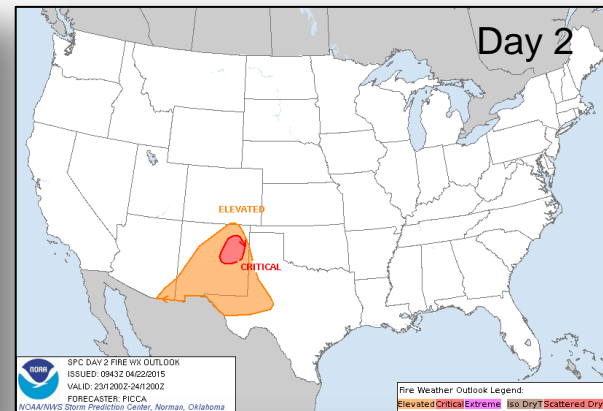 Day 2
ELEVATED
CRITICAL
NOAA
SPC DAY 2 FIRE WX OUTLOOK
ISSUED: 0943Z 04/22/2015
VALID: 23/1200Z-24/1200Z
FORECASTER: PICCA
NOAA/NWS Storm Prediction Center, Norman, Oklahoma
Fire Weather Outlook Legend:
Elevated Critical Extreme Iso DryT Scattered Dry